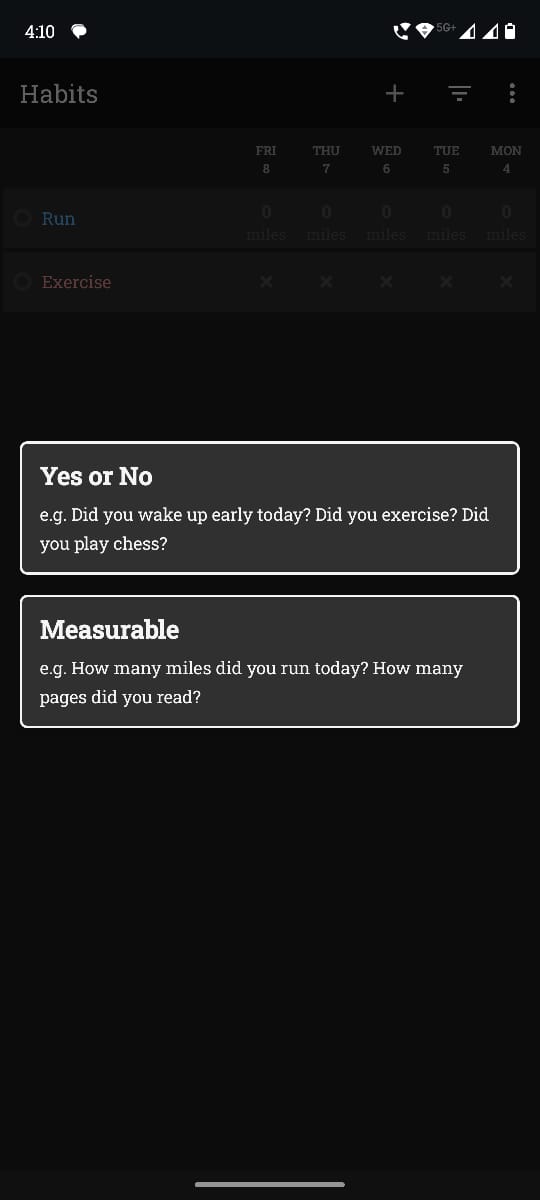 4:10
5G+
Habits
FRI THU WED TUE MON
8 7 6 5 4
Run 0 0 0 0 0
miles miles miles miles miles
Exercise
Yes or No
e.g. Did you wake up early today? Did you exercise? Did
you play chess?
Measurable
e.g. How many miles did you run today? How many
pages did you read?